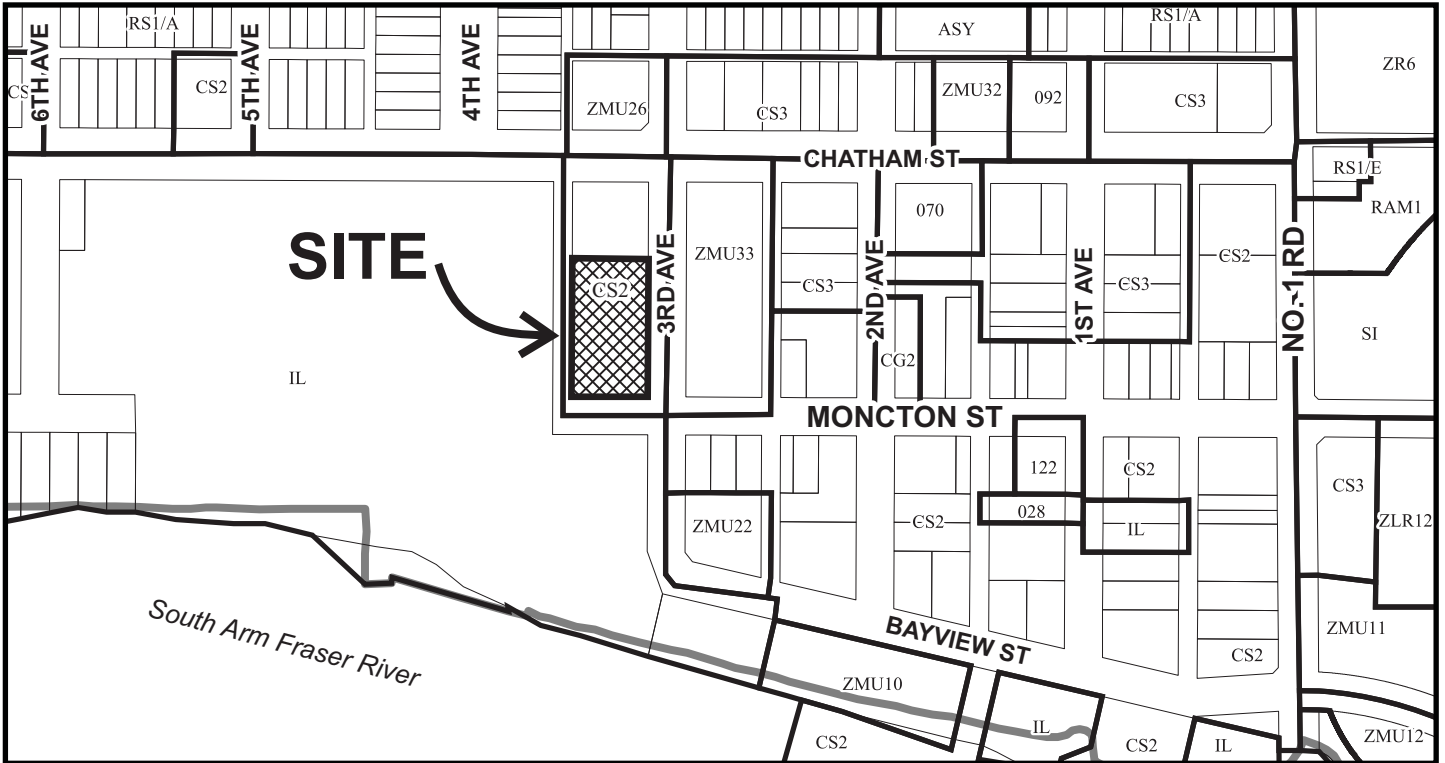 RS1/A
ASY
RS1/A
6TH AVE
5TH AVE
4TH AVE
ZR6
CS
CS2
ZMU26
CS3
ZMU32
092
CS3
CHATHAM ST
RS1/E
RAM1
070
SITE
3RD AVE
ZMU33
2ND AVE
1ST AVE
NO. 1 RD
CS2
CS2
CS3
CS3
SI
IL
CG2
MONCTON ST
122
CS2
CS3
028
CS2
IL
ZLR12
ZMU22
South Arm Fraser River
BAYVIEW ST
ZMU11
CS2
ZMU10
IL
CS2
CS2
IL
ZMU12